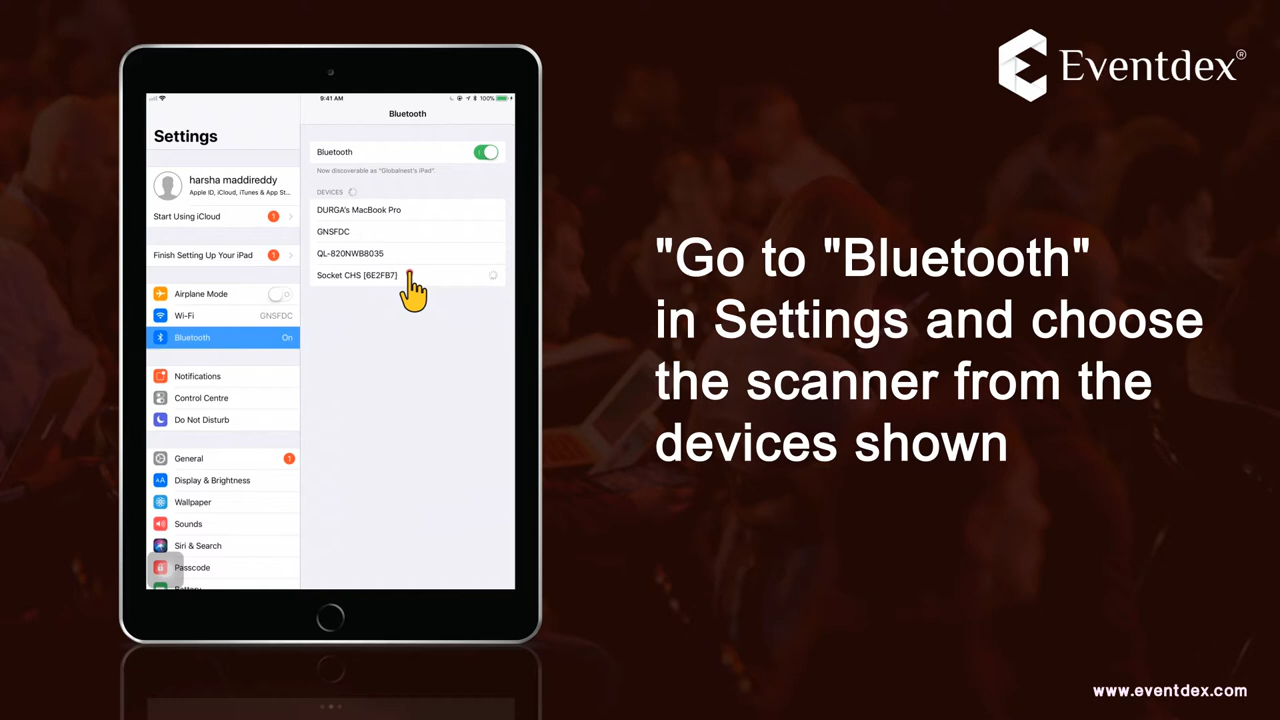 Eventdex®
9:41 AM
100%
Settings
Bluetooth
harsha maddireddy
Apple ID, iCloud, iTunes & App St...
Start Using iCloud 1
Finish Setting Up Your iPad 1
Airplane Mode
Wi-Fi GNSFDC
Bluetooth On
Notifications
Control Centre
Do Not Disturb
General 1
Display & Brightness
Wallpaper
Sounds
Siri & Search
Passcode
Battery
Bluetooth
Now discoverable as "Globalnest's iPad".
DEVICES
DURGA's MacBook Pro
GNSFDC
QL-820NWB8035
Socket CHS [6E2FB7]
"Go to "Bluetooth"
in Settings and choose
the scanner from the
devices shown
www.eventdex.com